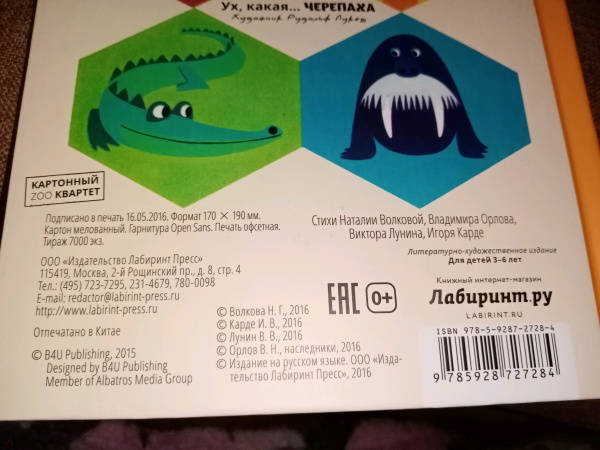 Ух, какая... ЧЕРЕПАХА
Художник Рудольф Лукеш
КАРТОННЫЙ
ZOO КВАРТЕТ
Подписано в печать 16.05.2016. Формат 170 × 190 мм.
Картон мелованный. Гарнитура Open Sans. Печать офсетная.
Тираж 7000 экз.
ООО «Издательство Лабиринт Пресс»
115419, Москва, 2-й Рощинский пр., д. 8, стр. 4
Тел.: (495) 723-7295, 231-4679, 780-0098
E-mail: redactor@labirint-press.ru
http://www.labirint-press.ru
Отпечатано в Китае
© B4U Publishing, 2015
Designed by B4U Publishing
Member of Albatros Media Group
© Волкова Н. Г., 2016
© Карде И. В., 2016
© Лунин В. В., 2016
© Орлов В. Н., наследники, 2016
© Издание на русском языке. ООО «Изда-
тельство Лабиринт Пресс», 2016
Стихи Наталии Волковой, Владимира Орлова,
Виктора Лунина, Игоря Карде
Литературно-художественное издание
Для детей 3–6 лет
EAC 0+
Книжный интернет-магазин
Лабиринт.ру
LABIRINT.RU
ISBN 978-5-9287-2728-4
9 785928 727284